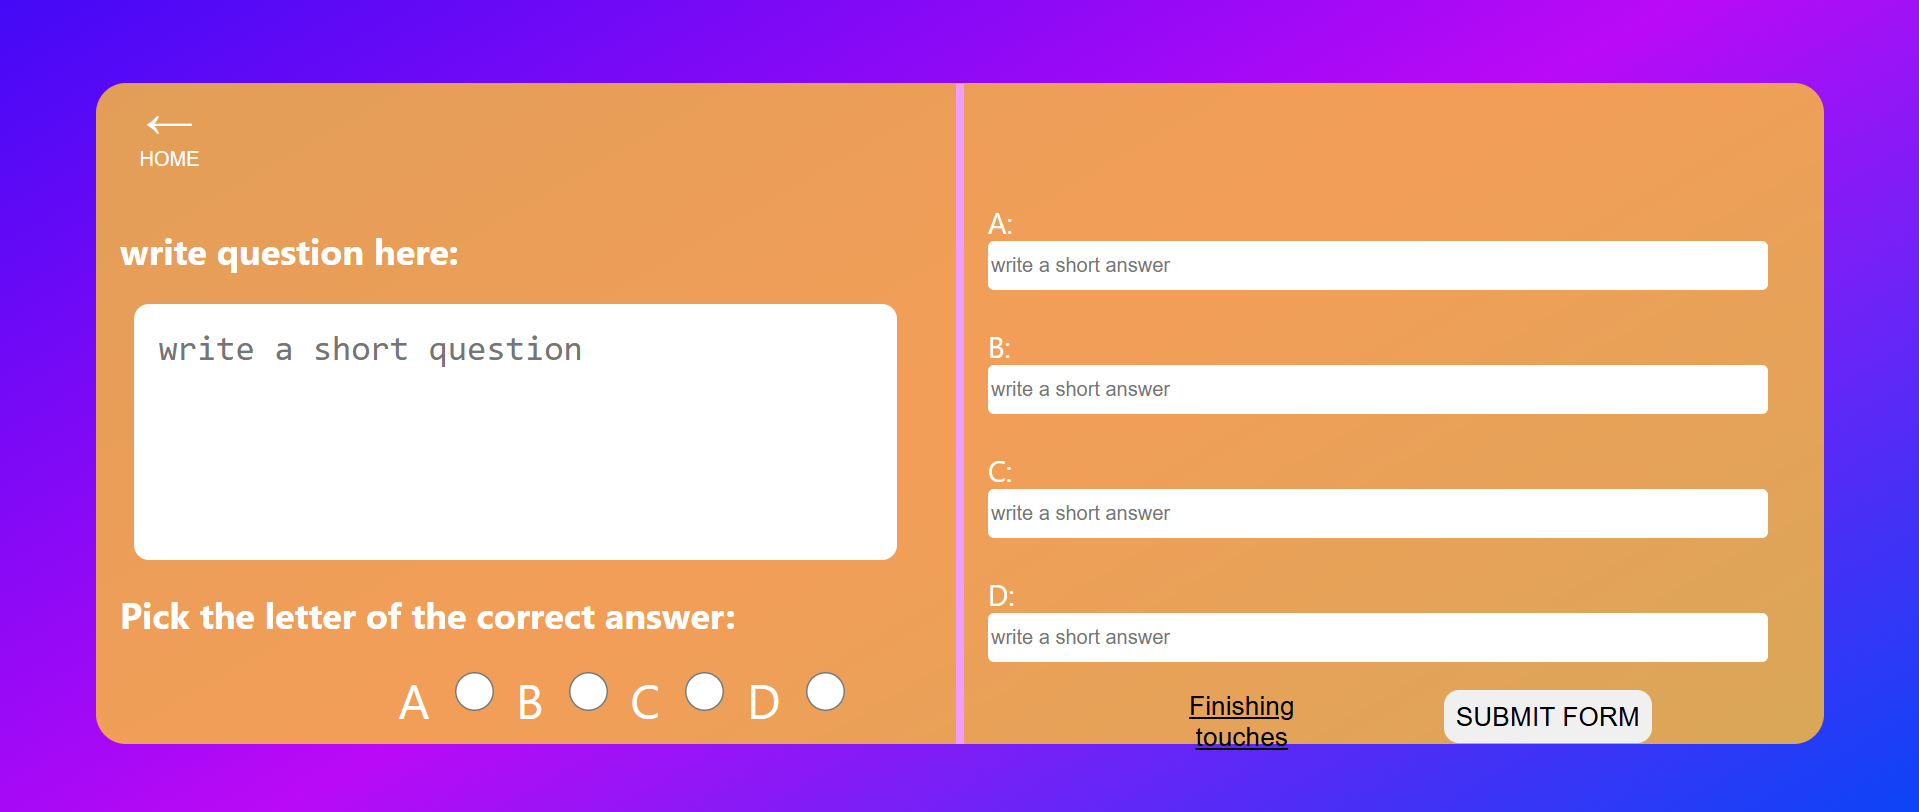 HOME
write question here:
write a short question
Pick the letter of the correct answer:
A B C D
A:
write a short answer
B:
write a short answer
C:
write a short answer
D:
write a short answer
Finishing
touches
SUBMIT FORM